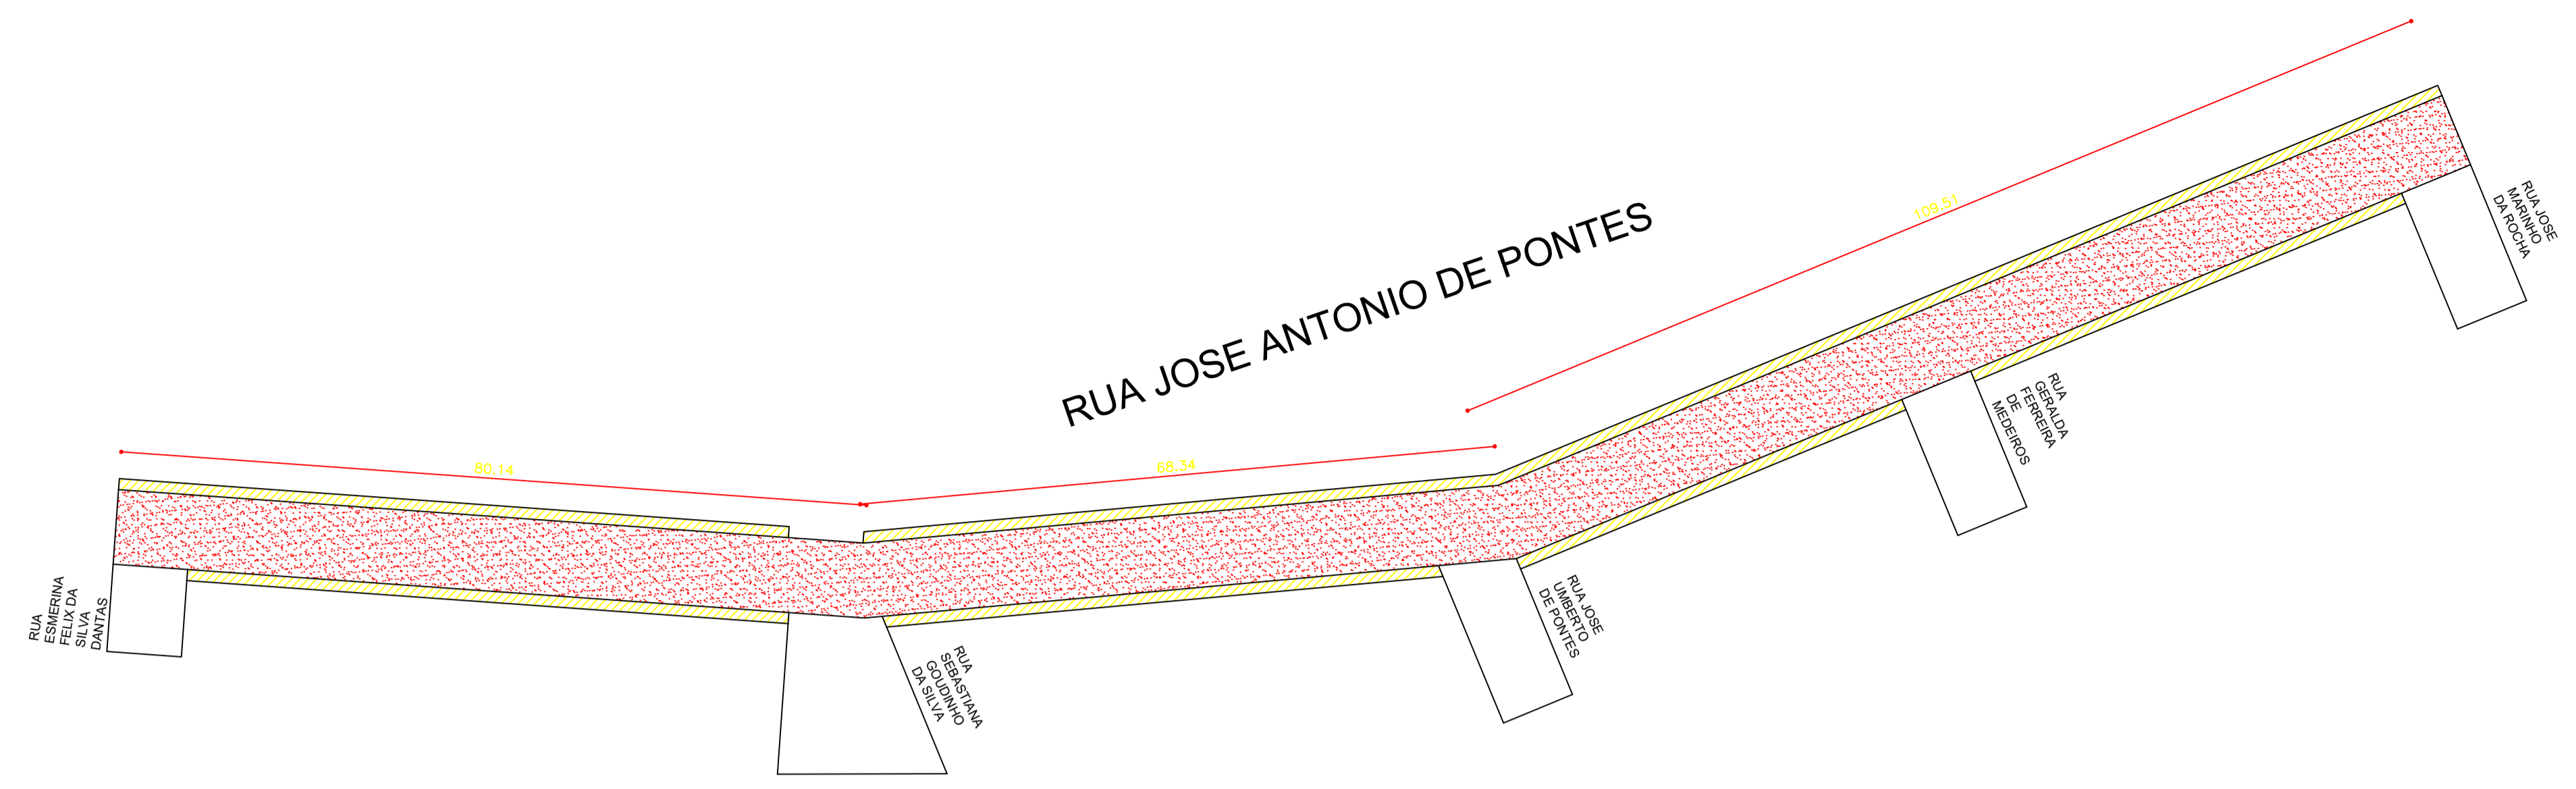 RUA JOSE ANTONIO DE PONTES
80.14
68.34
109.51
RUA
ESMERINA
FELIX DA
SILVA
DANTAS
RUA
SEBASTIANA
GOUDINHO
DA SILVA
RUA JOSE
UMBERTO
DE PONTES
RUA
GERALDA
FERREIRA
DE
MEDEIROS
RUA JOSE
MARINHO
DA ROCHA